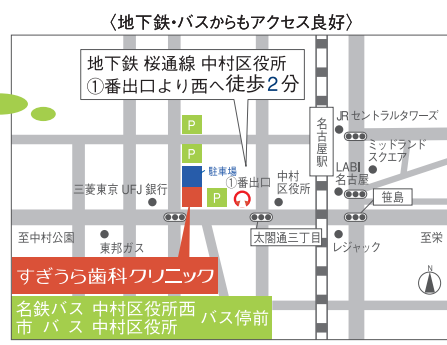 〈地下鉄・バスからもアクセス良好〉
地下鉄 桜通線 中村区役所
①番出口より西へ徒歩2分
P
P
駐車場
P
①番出口
中村
区役所
三菱東京 UFJ 銀行
名古屋駅
JR セントラルタワーズ
ミッドランド
スクエア
LABI
名古屋
笹島
至中村公園
東邦ガス
太閤通三丁目
レジャック
至栄
すぎうら歯科クリニック
名鉄バス 中村区役所西
市バス 中村区役所
バス停前
N